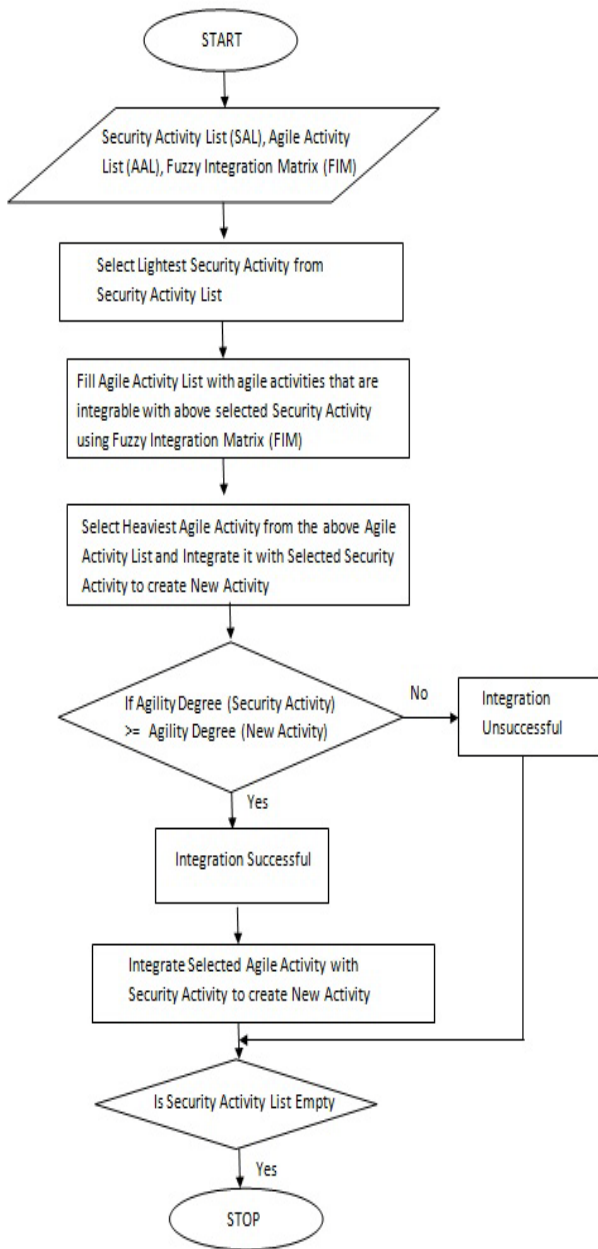 START
Security Activity List (SAL), Agile Activity
List (AAL), Fuzzy Integration Matrix (FIM)
Select Lightest Security Activity from
Security Activity List
Fill Agile Activity List with agile activities that are
integrable with above selected Security Activity
using Fuzzy Integration Matrix (FIM)
Select Heaviest Agile Activity from the above Agile
Activity List and Integrate it with Selected Security
Activity to create New Activity
If Agility Degree (Security Activity)
>= Agility Degree (New Activity)
No
Integration
Unsuccessful
Yes
Integration Successful
Integrate Selected Agile Activity with
Security Activity to create New Activity
Is Security Activity List Empty
Yes
STOP